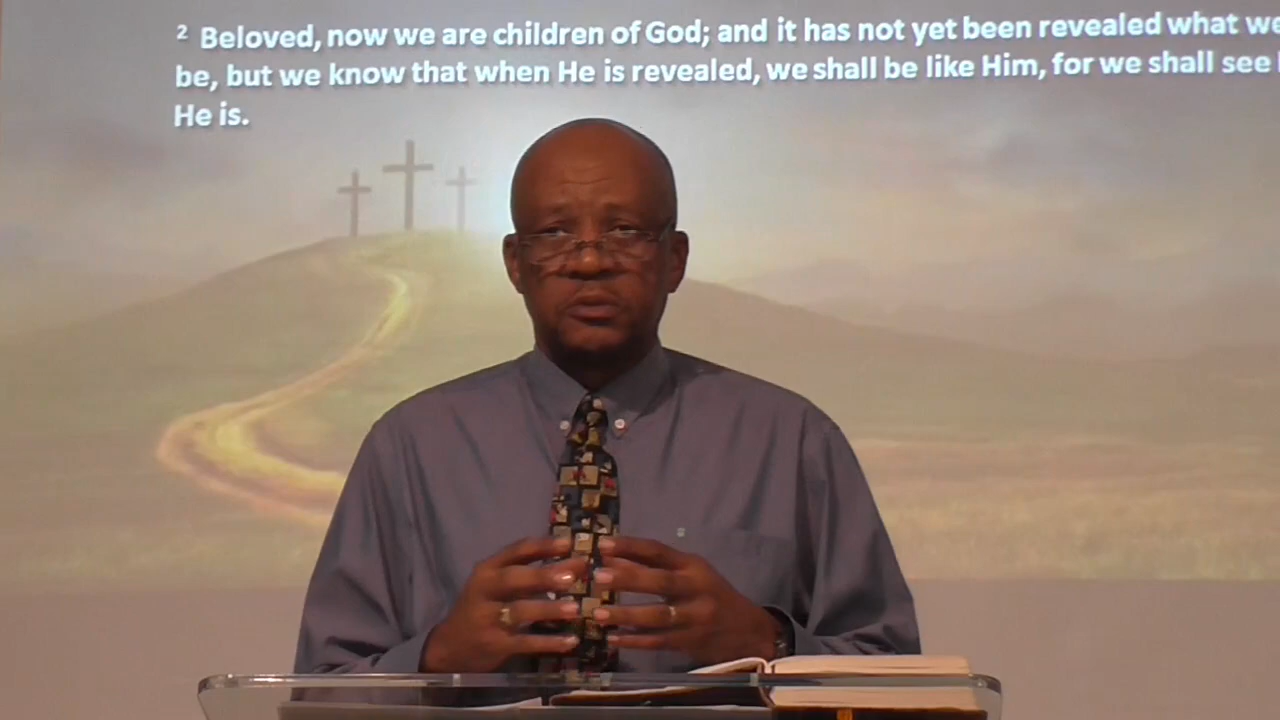 2 Beloved, now we are children of God; and it has not yet been revealed what we
be, but we know that when He is revealed, we shall be like Him, for we shall see
He is.